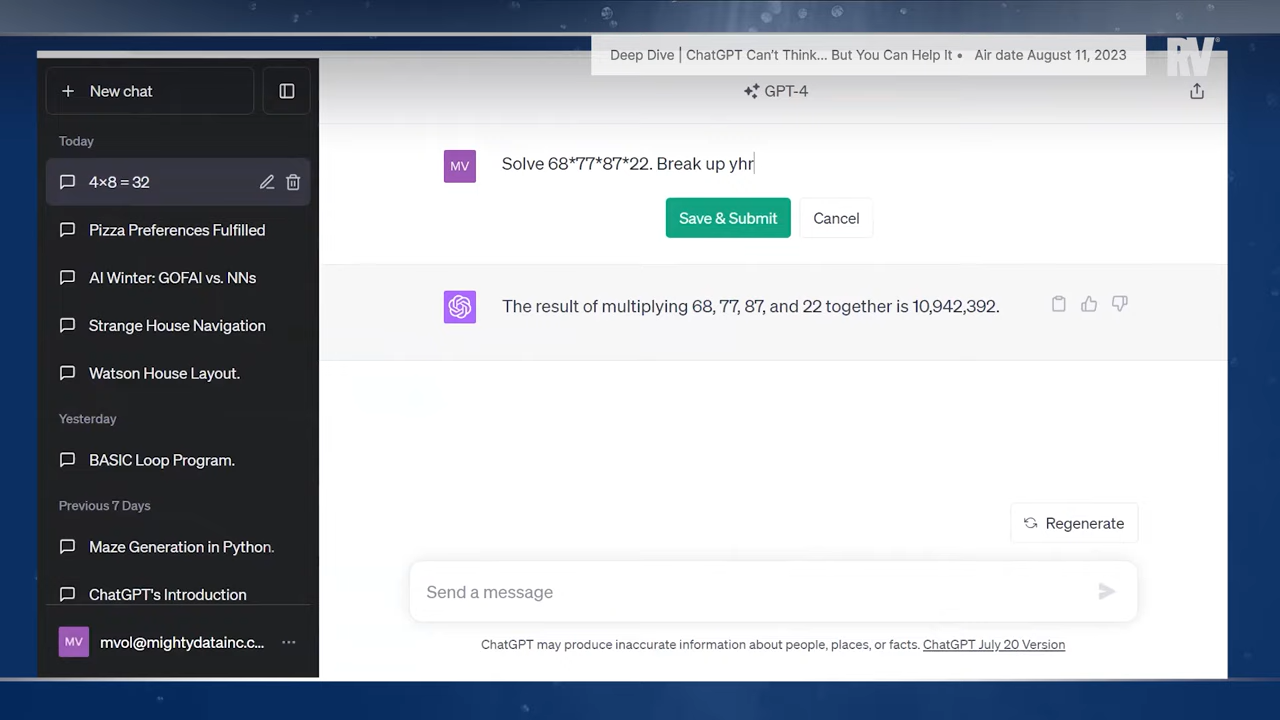 Deep Dive | ChatGPT Can't Think... But You Can Help It • Air date August 11, 2023
RV
New chat
GPT-4
Today
MV
Solve 68*77*87*22. Break up yhr
4×8 = 32
Save & Submit
Cancel
Pizza Preferences Fulfilled
AI Winter: GOFAI vs. NNs
The result of multiplying 68, 77, 87, and 22 together is 10,942,392.
Strange House Navigation
Watson House Layout.
Yesterday
BASIC Loop Program.
Previous 7 Days
Regenerate
Maze Generation in Python.
ChatGPT's Introduction
Send a message
MV
mvol@mightydatainc.c...
ChatGPT may produce inaccurate information about people, places, or facts. ChatGPT July 20 Version